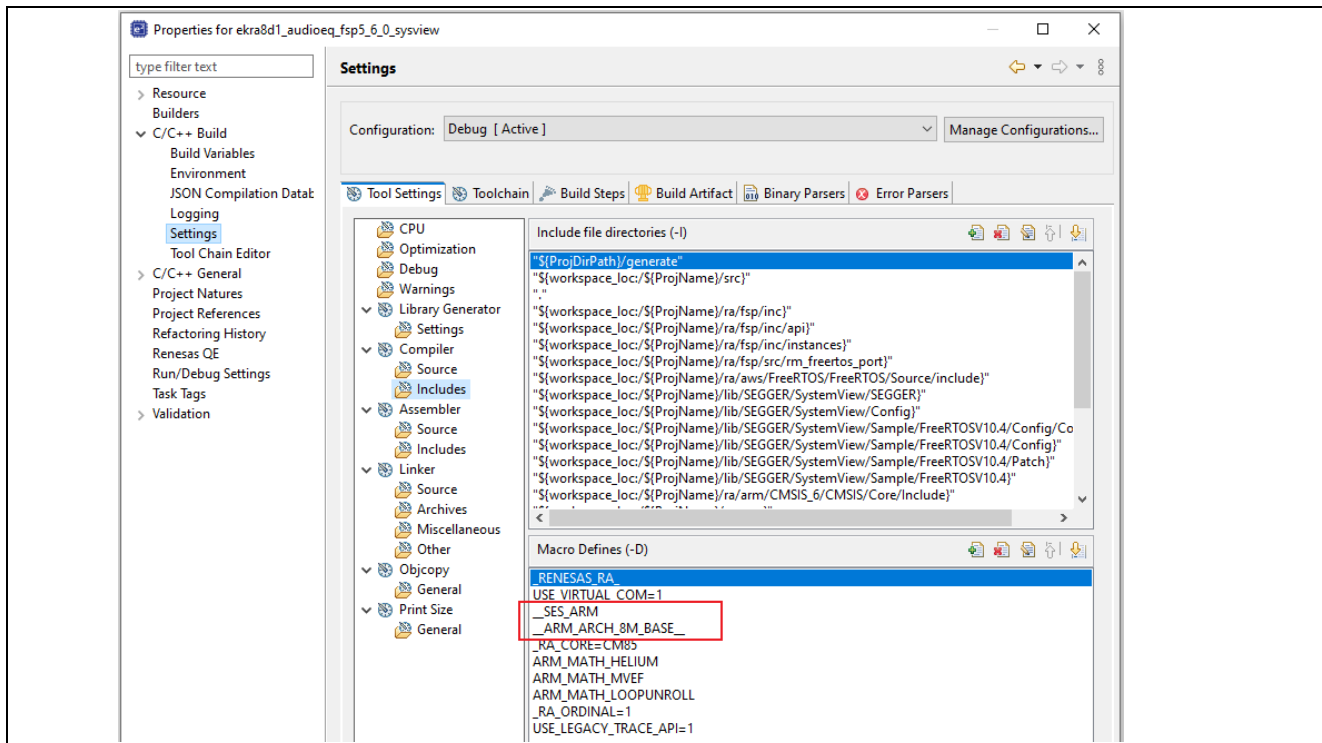 Properties for ekra8d1_audioeq_fsp5_6_0_sysview
type filter text
Resource
Builders
C/C++ Build
Build Variables
Environment
JSON Compilation Datab
Logging
Settings
Tool Chain Editor
C/C++ General
Project Natures
Project References
Refactoring History
Renesas QE
Run/Debug Settings
Task Tags
Validation
Settings
Configuration: Debug [ Active ] Manage Configurations...
Tool Settings Toolchain Build Steps Build Artifact Binary Parsers Error Parsers
CPU
Optimization
Debug
Warnings
Library Generator
Settings
Compiler
Source
Includes
Assembler
Source
Includes
Linker
Source
Archives
Miscellaneous
Other
Objcopy
General
Print Size
General
Include file directories (-I)
"${ProjDirPath}/generate"
"${workspace_loc:/${ProjName}/src}"
"."
"${workspace_loc:/${ProjName}/ra/fsp/inc}"
"${workspace_loc:/${ProjName}/ra/fsp/inc/api}"
"${workspace_loc:/${ProjName}/ra/fsp/inc/instances}"
"${workspace_loc:/${ProjName}/ra/fsp/src/rm_freertos_port}"
"${workspace_loc:/${ProjName}/ra/aws/FreeRTOS/FreeRTOS/Source/include}"
"${workspace_loc:/${ProjName}/lib/SEGGER/SystemView/SEGGER}"
"${workspace_loc:/${ProjName}/lib/SEGGER/SystemView/Config}"
"${workspace_loc:/${ProjName}/lib/SEGGER/SystemView/Sample/FreeRTOSV10.4/Config/Co
"${workspace_loc:/${ProjName}/lib/SEGGER/SystemView/Sample/FreeRTOSV10.4/Config}"
"${workspace_loc:/${ProjName}/lib/SEGGER/SystemView/Sample/FreeRTOSV10.4/Patch}"
"${workspace_loc:/${ProjName}/lib/SEGGER/SystemView/Sample/FreeRTOSV10.4}"
"${workspace_loc:/${ProjName}/ra/arm/CMSIS_6/CMSIS/Core/Include}"
Macro Defines (-D)
_RENESAS_RA_
USE_VIRTUAL_COM=1
__SES_ARM
__ARM_ARCH_8M_BASE__
_RA_CORE=CM85
ARM_MATH_HELIUM
ARM_MATH_MVEF
ARM_MATH_LOOPUNROLL
_RA_ORDINAL=1
USE_LEGACY_TRACE_API=1